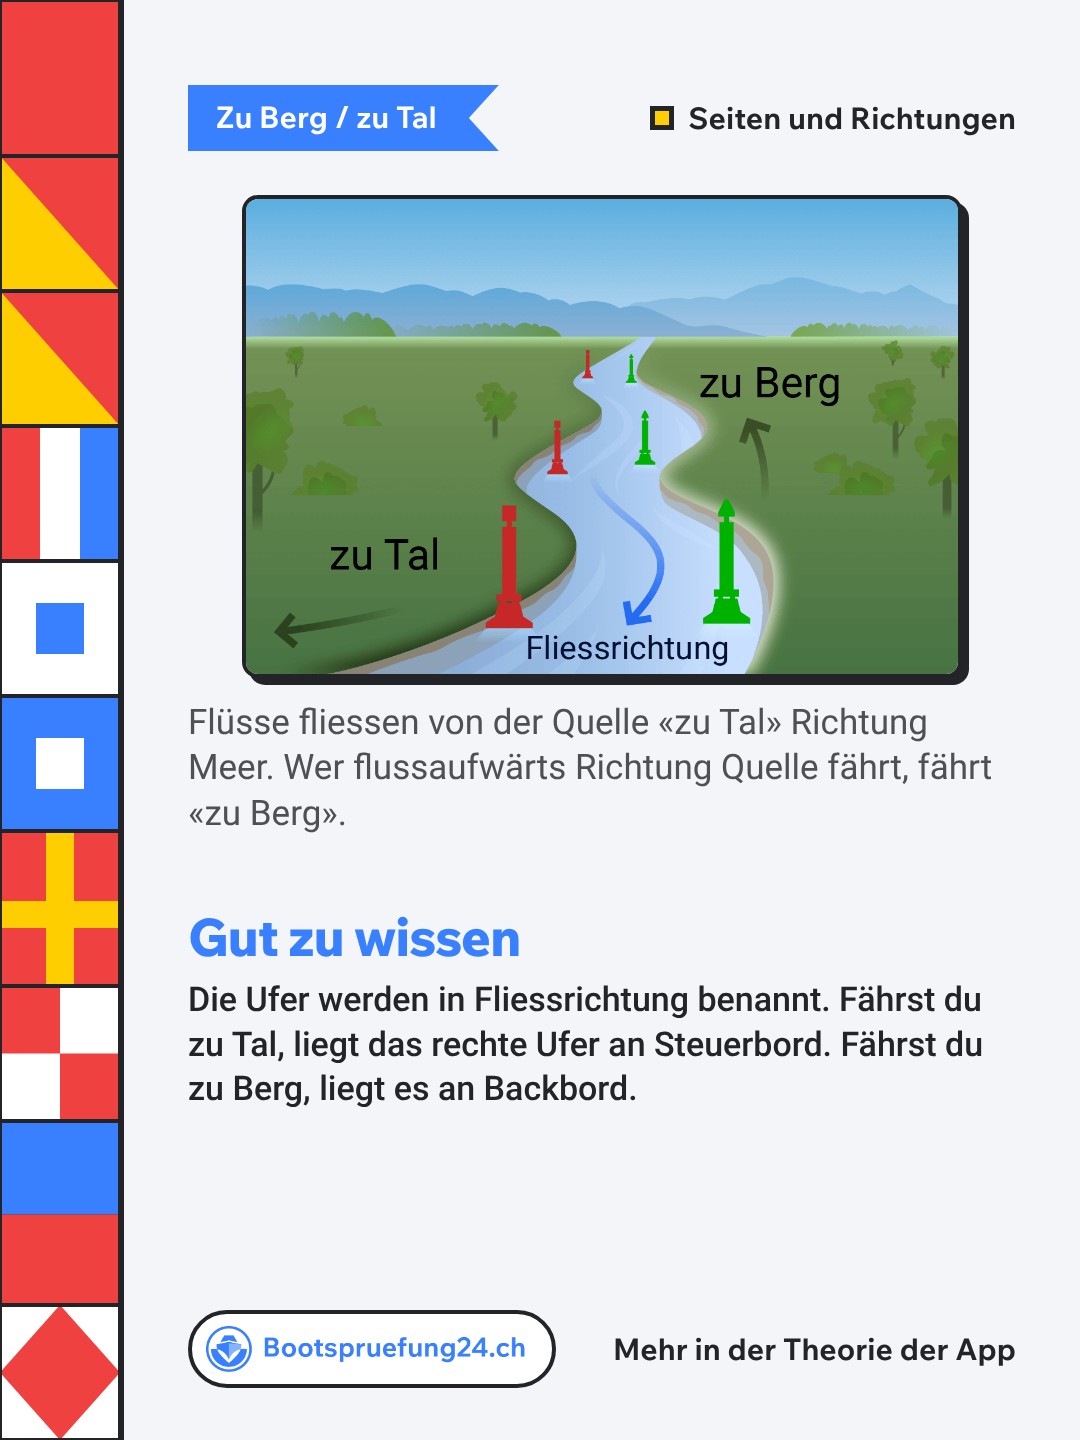 Zu Berg / zu Tal
Seiten und Richtungen
zu Berg
zu Tal
Fliessrichtung
Flüsse fliessen von der Quelle «zu Tal» Richtung
Meer. Wer flussaufwärts Richtung Quelle fährt, fährt
«zu Berg».
Gut zu wissen
Die Ufer werden in Fliessrichtung benannt. Fährst du
zu Tal, liegt das rechte Ufer an Steuerbord. Fährst du
zu Berg, liegt es an Backbord.
Bootspruefung24.ch
Mehr in der Theorie der App